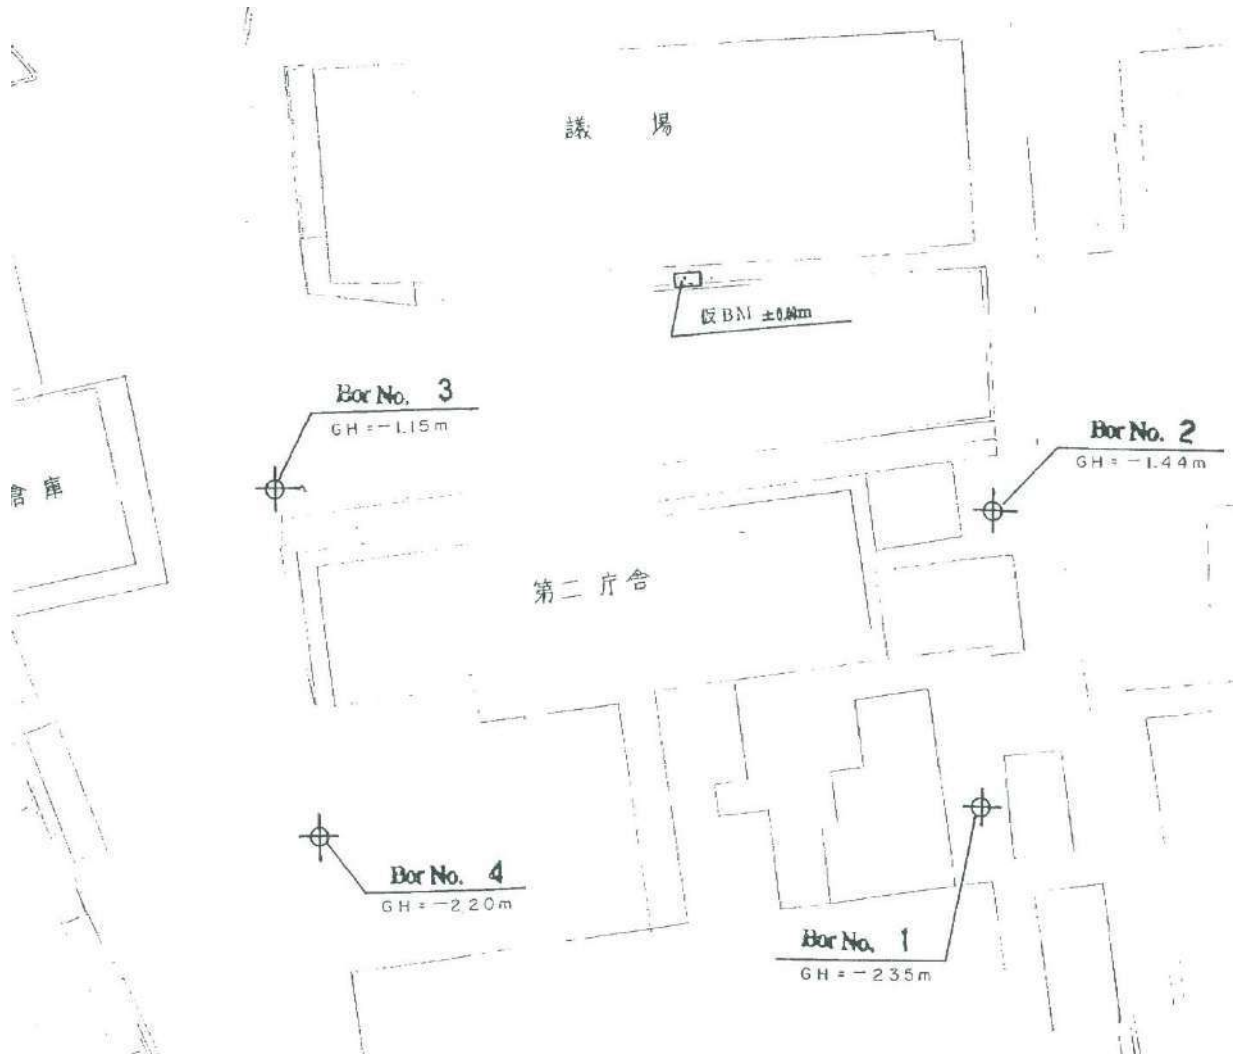 議場
仮BM ±0.00m
Bor No. 3
GH=-1.15m
Bor No. 2
GH=-1.44m
倉庫
第二庁舎
Bor No. 4
GH=-2.20m
Bor No. 1
GH=-2.35m